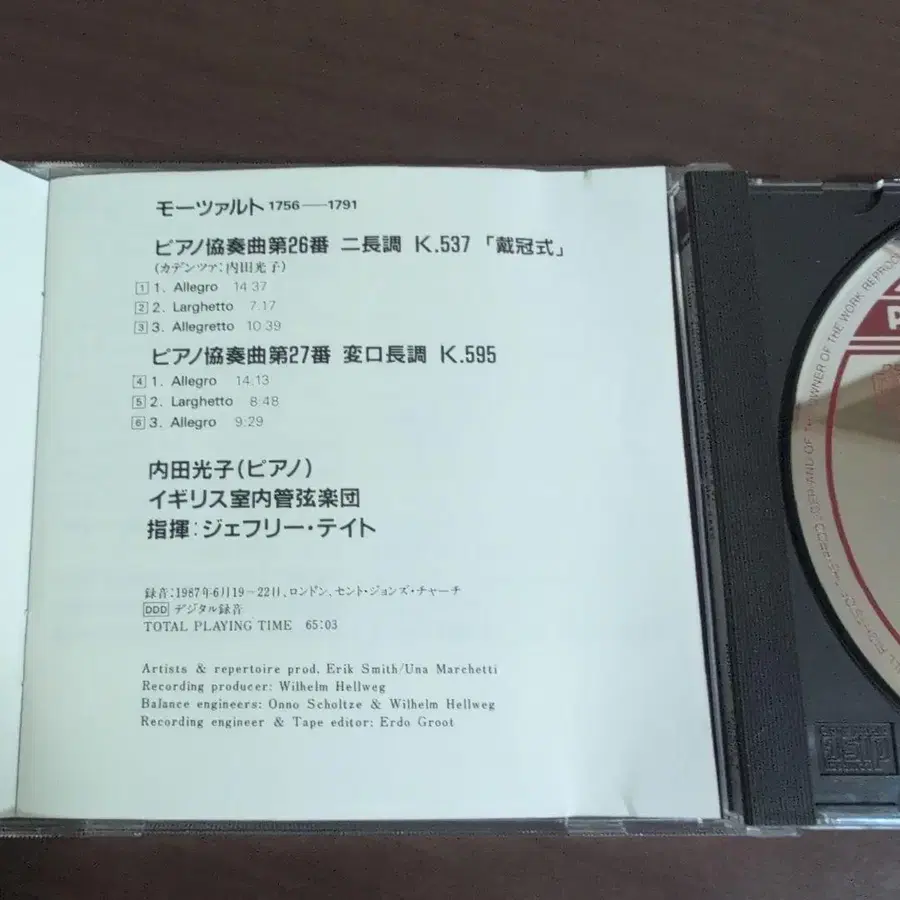 モーツァルト 1756―1791
ピアノ協奏曲第26番 ニ長調 K.537 「戴冠式」
(カデンツァ:内田光子)
1 1. Allegro 14:37
2 2. Larghetto 7:17
3 3. Allegretto 10:39
ピアノ協奏曲第27番 変ロ長調 K.595
4 1. Allegro 14:13
5 2. Larghetto 8:48
6 3. Allegro 9:29
内田光子(ピアノ)
イギリス室内管弦楽団
指揮:ジェフリー・テイト
録音:1987年6月19~22日、ロンドン、セント・ジョンズ・チャーチ
DDD デジタル録音
TOTAL PLAYING TIME 65:03
Artists & repertoire prod. Erik Smith/Una Marchetti
Recording producer: Wilhelm Hellweg
Balance engineers: Onno Scholtze & Wilhelm Hellweg
Recording engineer & Tape editor: Erdo Groot
OWNER OF THE WORK REPRO